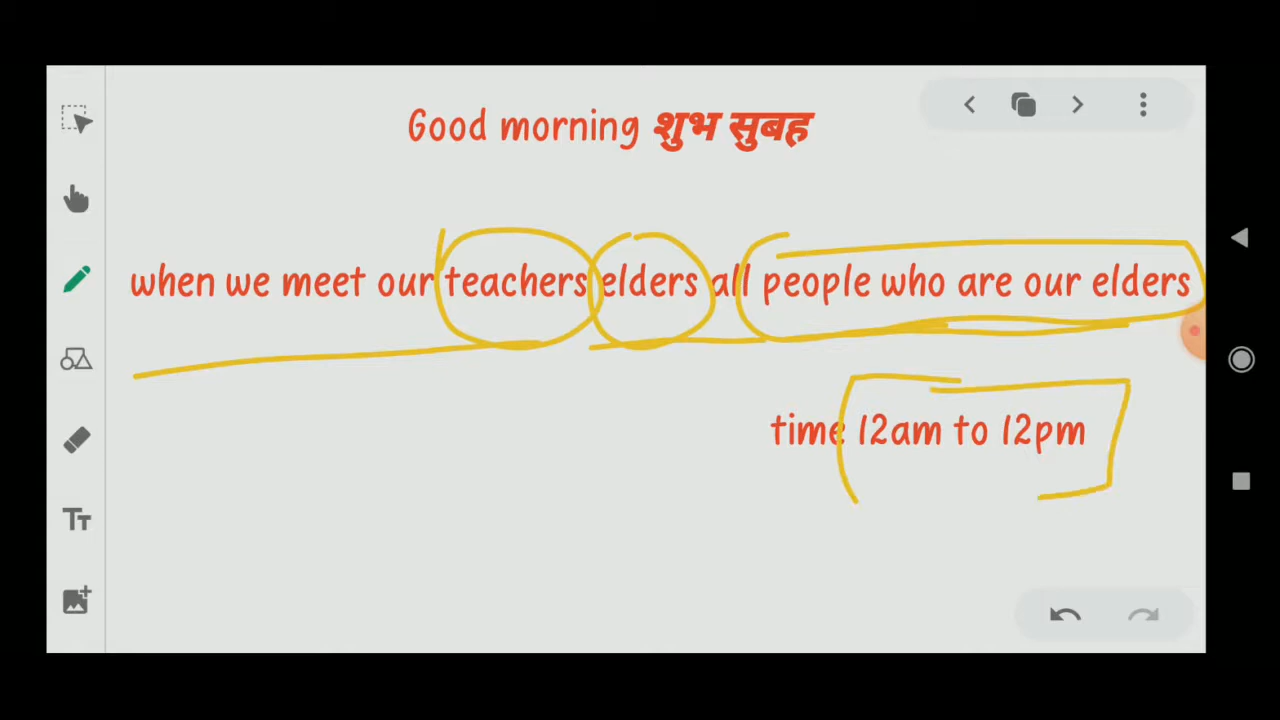 Good morning शुभ सुबह
when we meet our teachers elders all people who are our elders
time 12am to 12pm